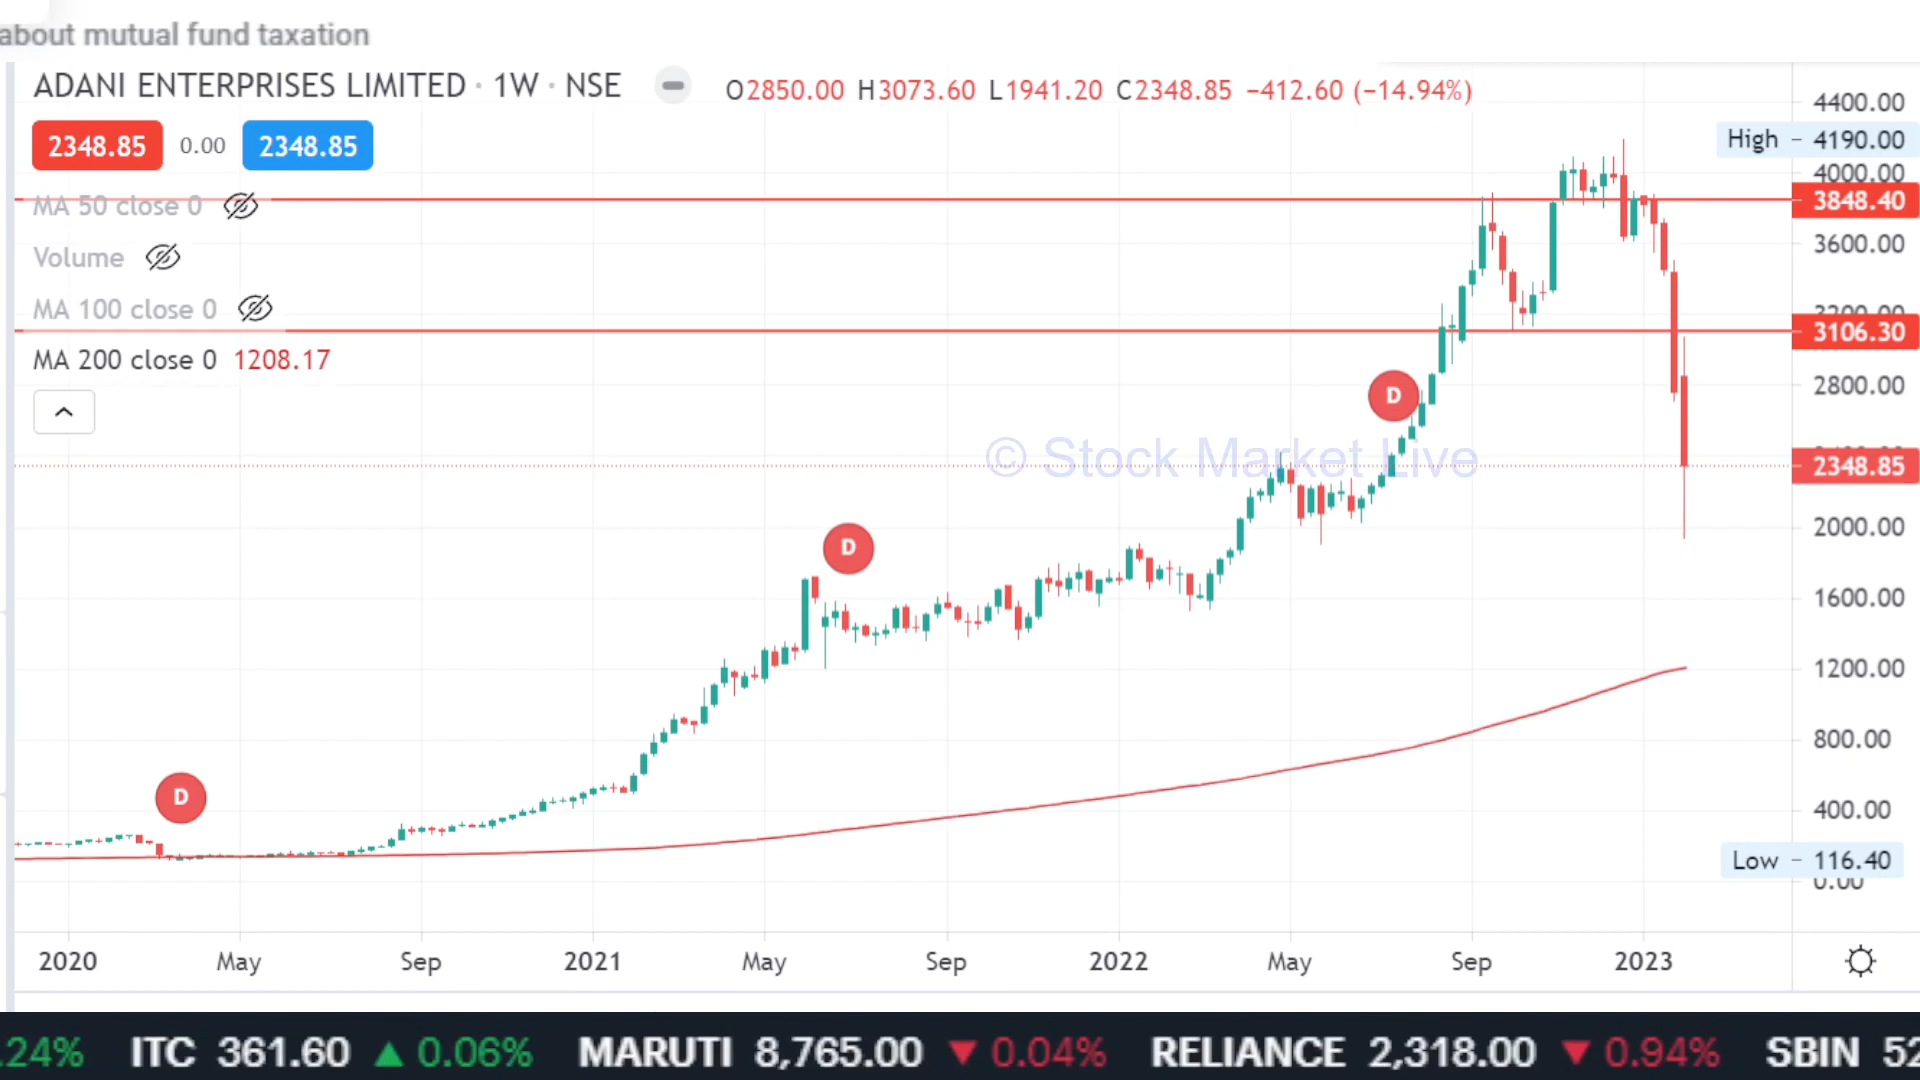 about mutual fund taxation
ADANI ENTERPRISES LIMITED · 1W · NSE O2850.00 H3073.60 L1941.20 C2348.85 −412.60 (−14.94%)
2348.85 0.00 2348.85
MA 50 close 0
Volume
MA 100 close 0
MA 200 close 0 1208.17
4400.00
High 4190.00
4000.00
3848.40
3600.00
3200.00
3106.30
2800.00
2348.85
2000.00
1600.00
1200.00
800.00
400.00
Low 116.40
0.00
D
D
D
© Stock Market Live
2020 May Sep 2021 May Sep 2022 May Sep 2023
.24% ITC 361.60 ▲ 0.06% MARUTI 8,765.00 ▼ 0.04% RELIANCE 2,318.00 ▼ 0.94% SBIN 52